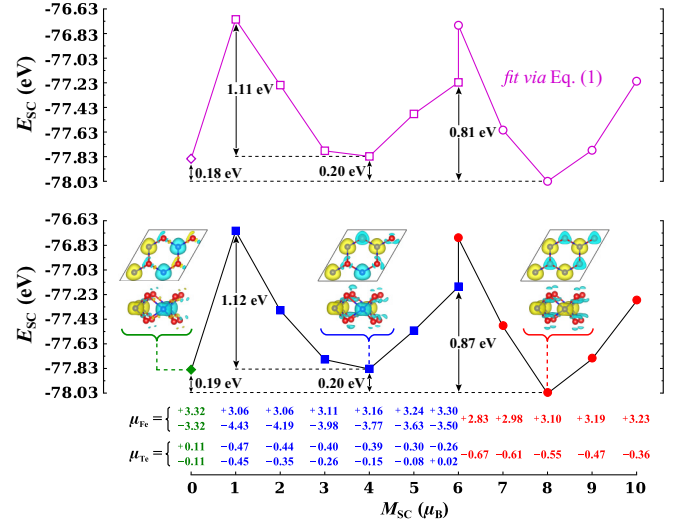 -76.63
-76.83
-77.03
-77.23
-77.43
-77.63
-77.83
-78.03
E_SC (eV)
fit via Eq. (1)
1.11 eV
0.81 eV
0.18 eV
0.20 eV
-76.63
-76.83
-77.03
-77.23
-77.43
-77.63
-77.83
-78.03
E_SC (eV)
1.12 eV
0.87 eV
0.19 eV
0.20 eV
μ_Fe = {
+3.32 +3.06 +3.06 +3.11 +3.16 +3.24 +3.30
−3.32 −4.43 −4.19 −3.98 −3.77 −3.63 −3.50
+2.83 +2.98 +3.10 +3.19 +3.23
μ_Te = {
+0.11 −0.47 −0.44 −0.40 −0.39 −0.30 −0.26
−0.11 −0.45 −0.35 −0.26 −0.15 −0.08 +0.02
−0.67 −0.61 −0.55 −0.47 −0.36
0 1 2 3 4 5 6 7 8 9 10
M_SC (μ_B)